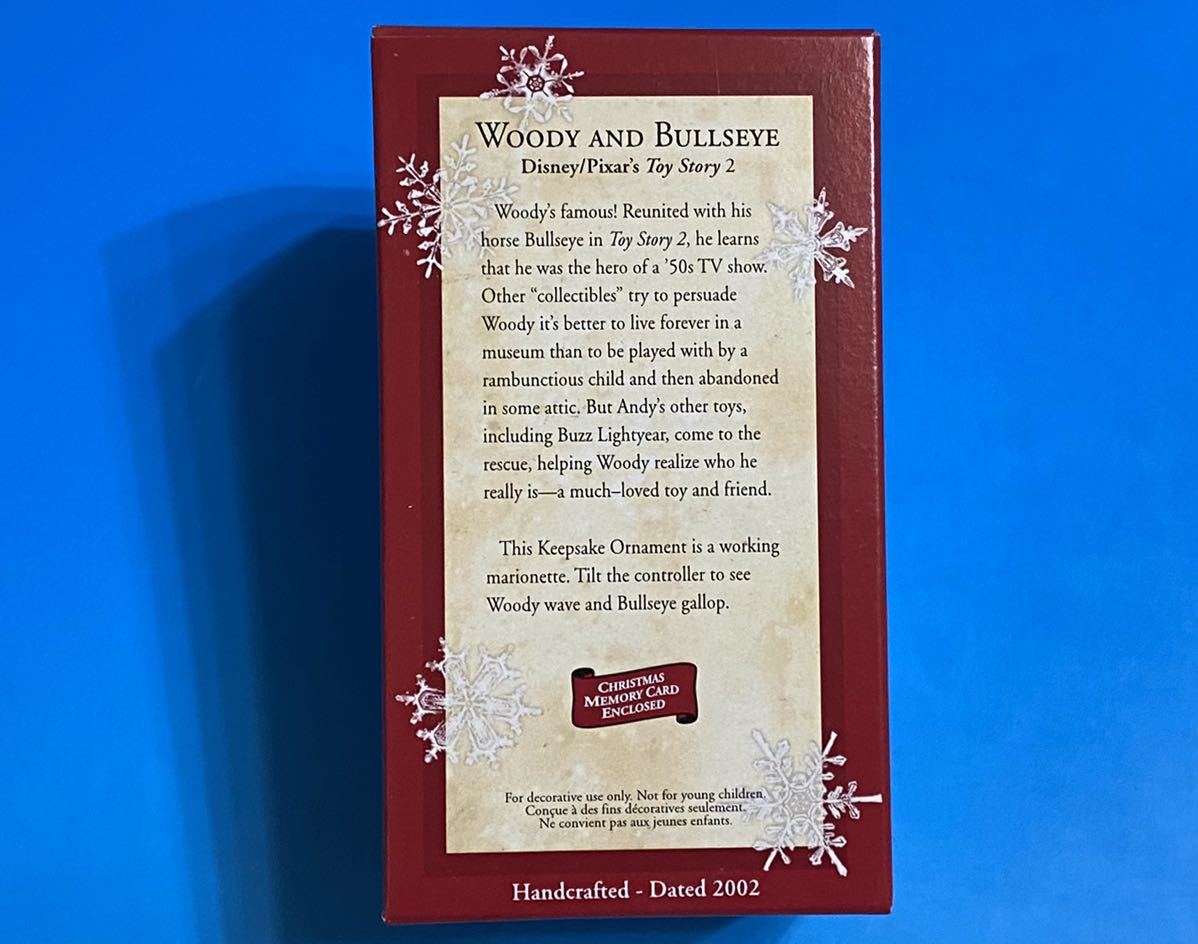 WOODY AND BULLSEYE
Disney/Pixar's Toy Story 2
Woody's famous! Reunited with his
horse Bullseye in Toy Story 2, he learns
that he was the hero of a '50s TV show.
Other “collectibles” try to persuade
Woody it's better to live forever in a
museum than to be played with by a
rambunctious child and then abandoned
in some attic. But Andy's other toys,
including Buzz Lightyear, come to the
rescue, helping Woody realize who he
really is—a much–loved toy and friend.
This Keepsake Ornament is a working
marionette. Tilt the controller to see
Woody wave and Bullseye gallop.
CHRISTMAS
MEMORY CARD
ENCLOSED
For decorative use only. Not for young children.
Conçue à des fins décoratives seulement.
Ne convient pas aux jeunes enfants.
Handcrafted - Dated 2002